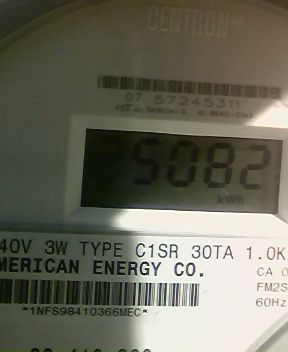 CENTRON®
07 57245311
5082
kWh
40V 3W TYPE C1SR 30TA 1.0K
MERICAN ENERGY CO.
CA 0
FM2S
60Hz
*1NFS98410366MEC*